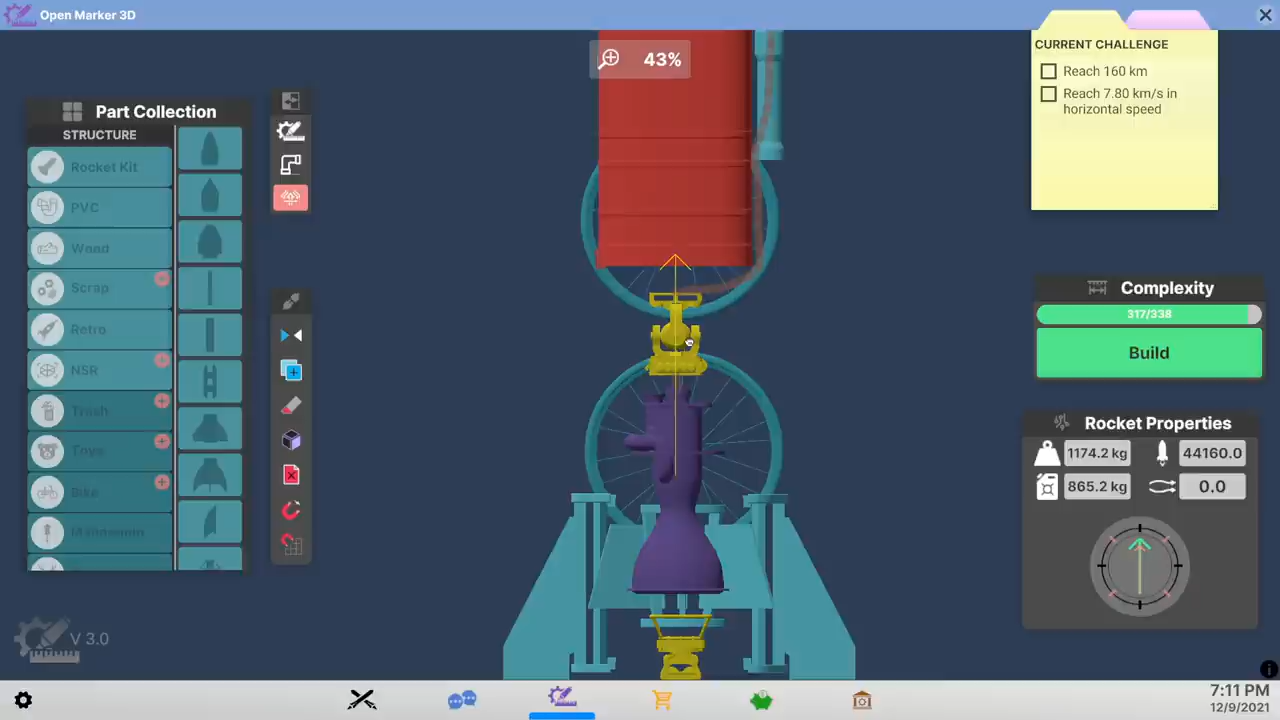 Open Marker 3D
43%
CURRENT CHALLENGE
Reach 160 km
Reach 7.80 km/s in
horizontal speed
Part Collection
STRUCTURE
Rocket Kit
PVC
Wood
Scrap
Retro
NSR
Trash
Toys
Bike
Complexity
317/338
Build
Rocket Properties
1174.2 kg
44160.0
865.2 kg
0.0
V 3.0
7:11 PM
12/9/2021